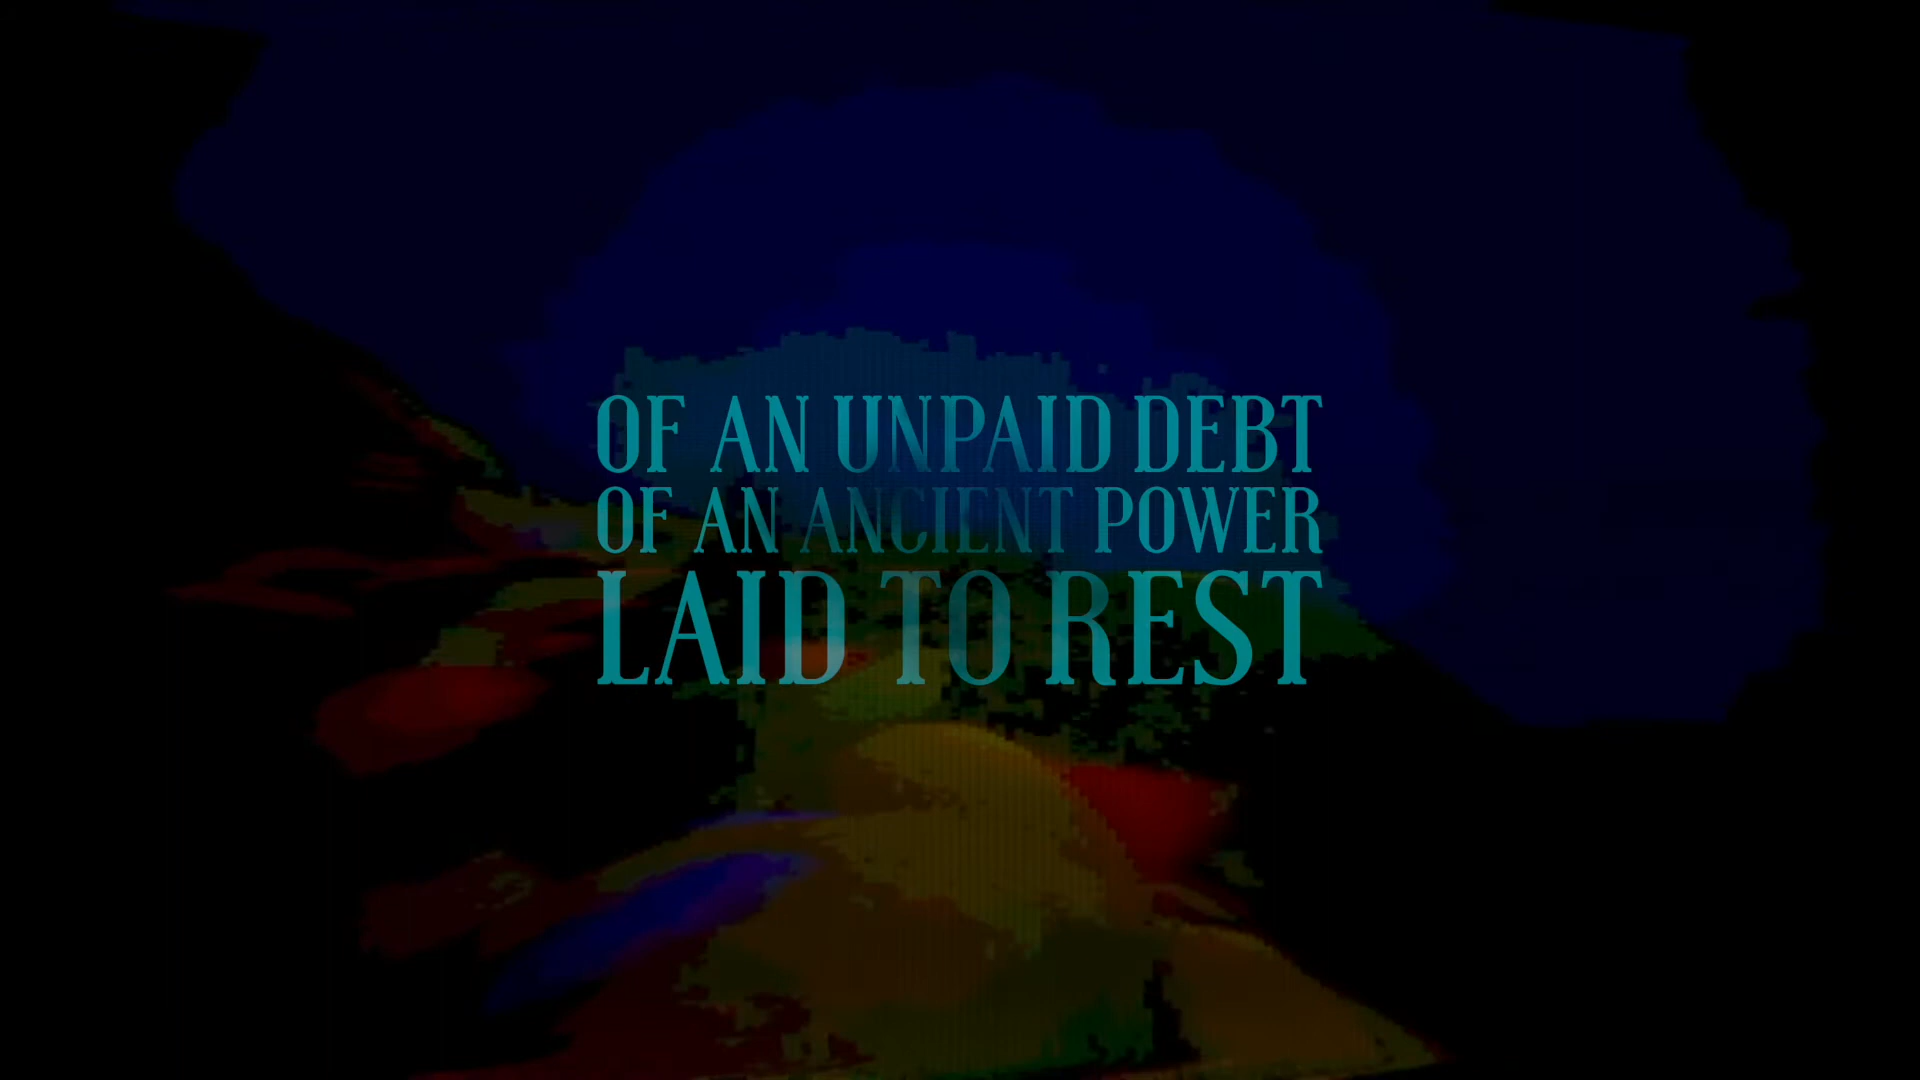 OF AN UNPAID DEBT
OF AN ANCIENT POWER
LAID TO REST